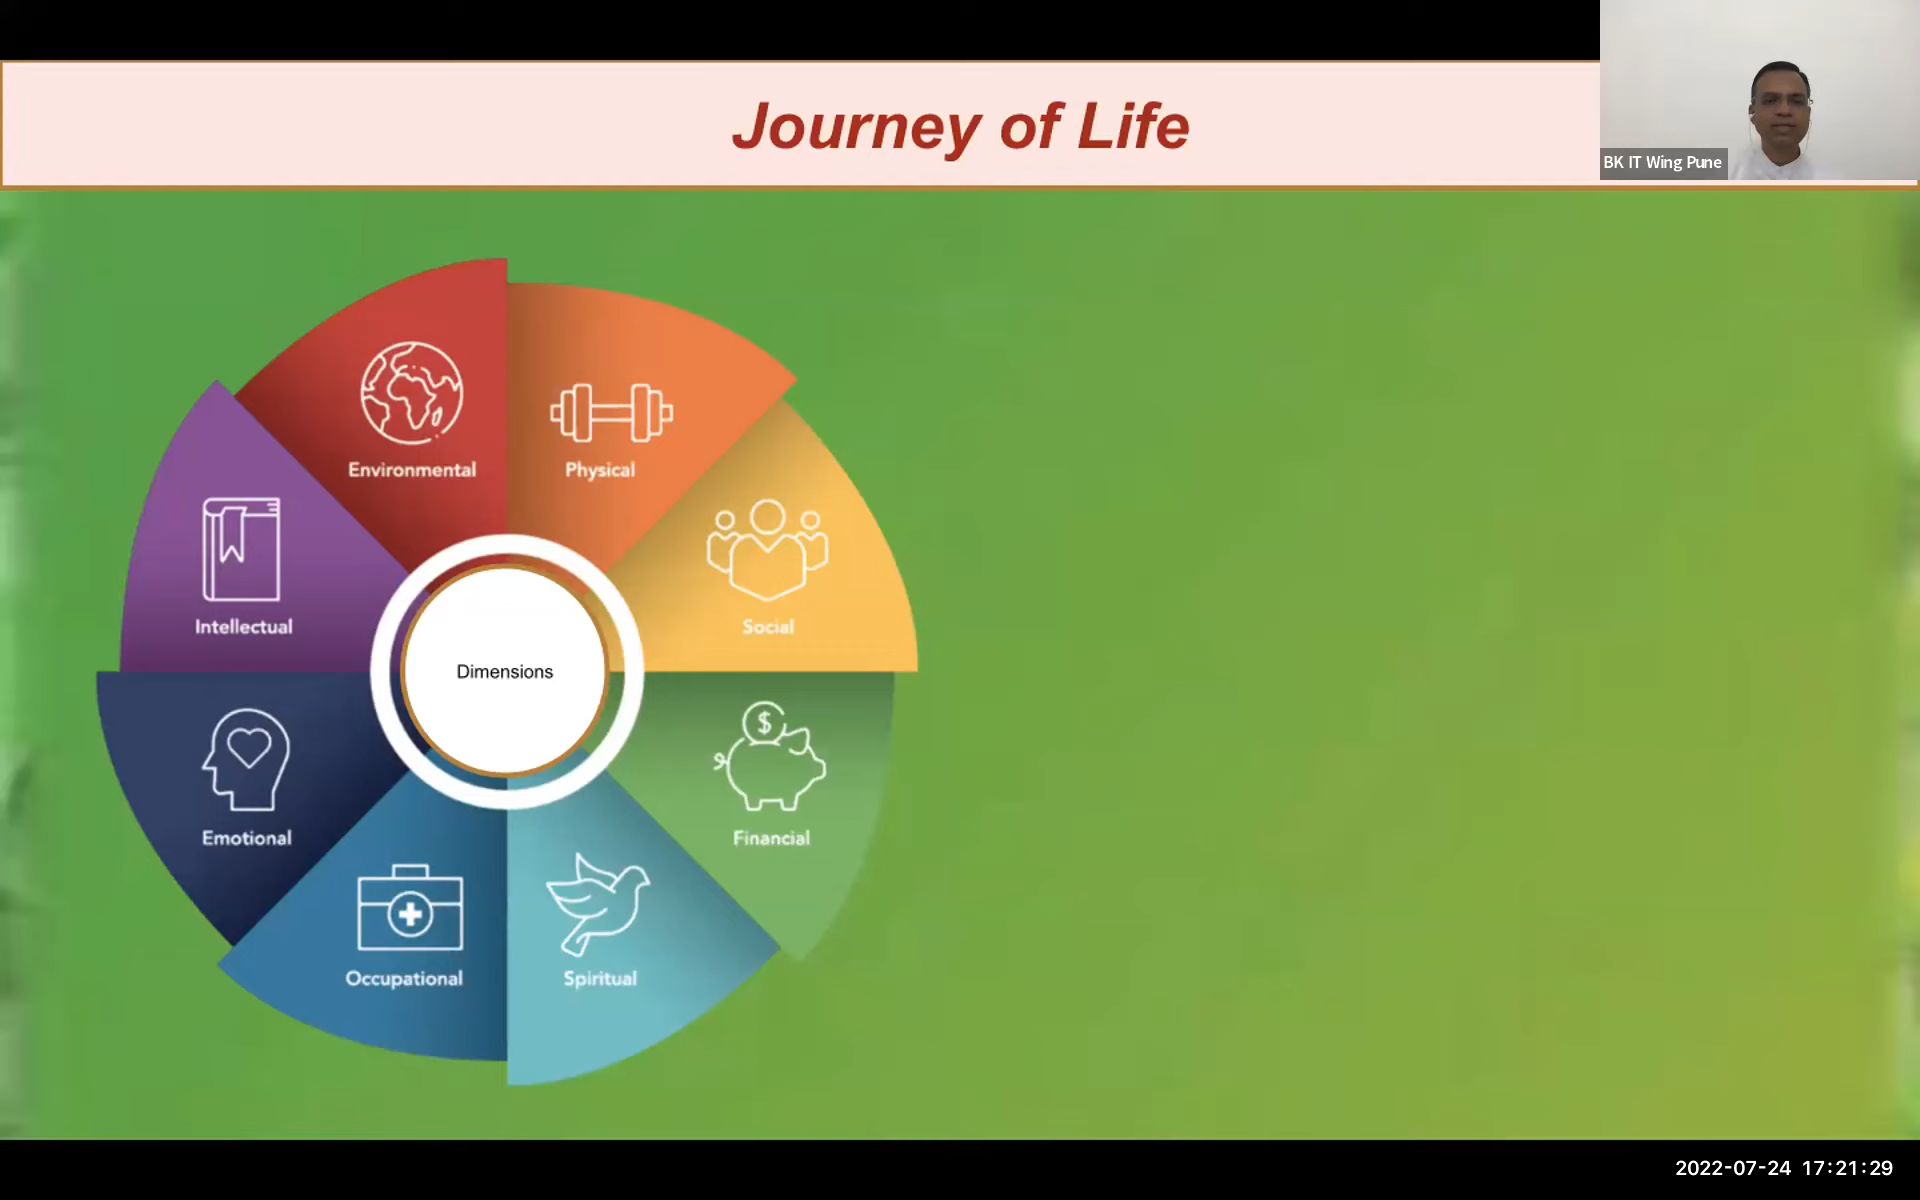 Journey of Life
BK IT Wing Pune
Environmental
Physical
Intellectual
Social
Dimensions
$
Emotional
Financial
Occupational
Spiritual
2022-07-24 17:21:29